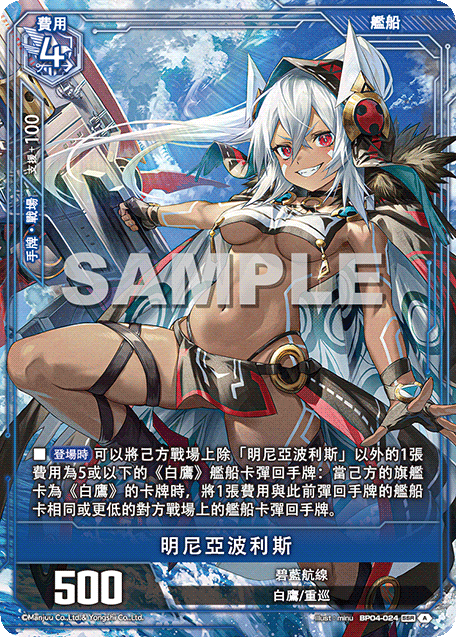 費用
4
艦船
支援+100
手牌・戰場
SAMPLE
■ 登場時 可以將己方戰場上除「明尼亞波利斯」以外的1張
費用為5或以下的《白鷹》艦船卡彈回手牌：當己方的旗艦
卡為《白鷹》的卡牌時，將1張費用與此前彈回手牌的艦船
卡相同或更低的對方戰場上的艦船卡彈回手牌。
明尼亞波利斯
500
碧藍航線
白鷹/重巡
©Manjuu Co.,Ltd.& Yongshi Co.,Ltd.
illust minu BP04-024 SSR A